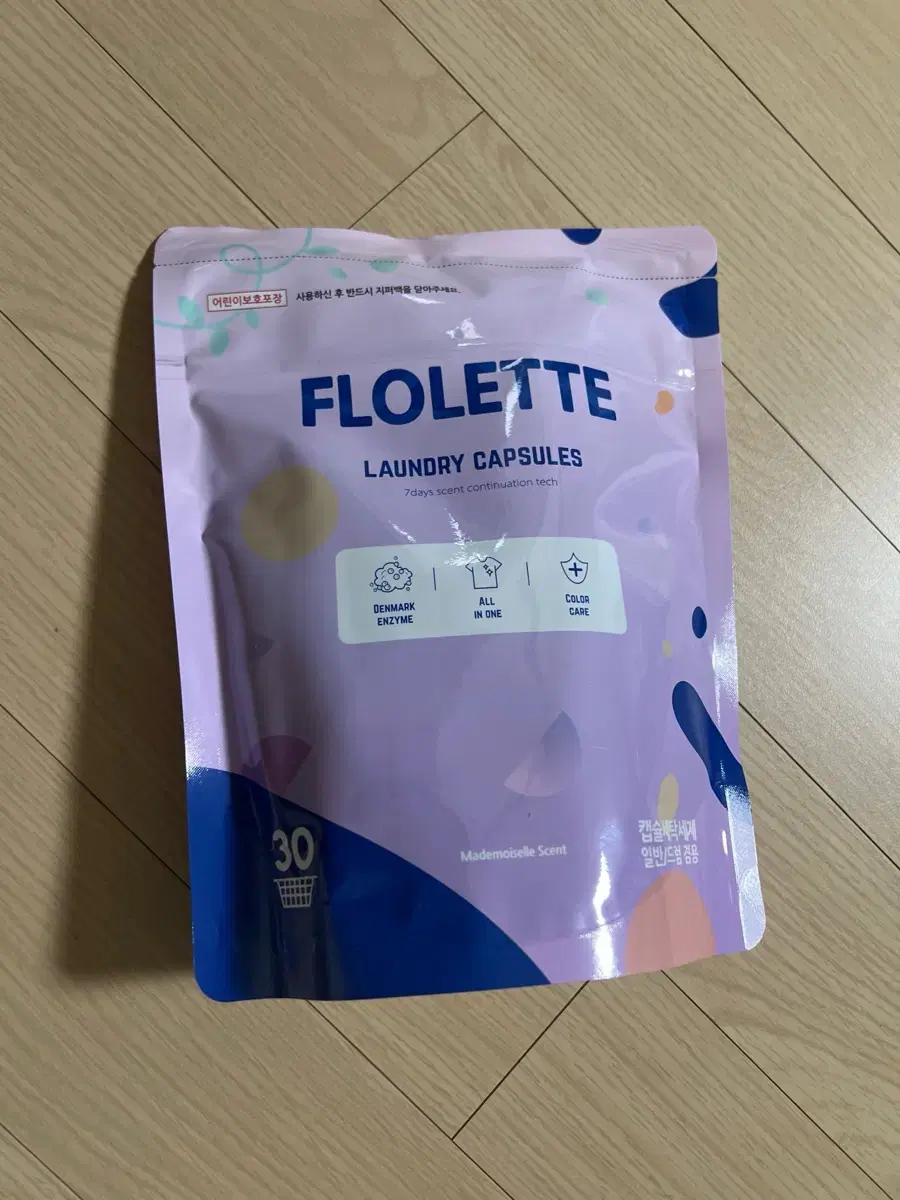 어린이보호포장 사용하신 후 반드시 지퍼백을 닫아주세요.
FLOLETTE
LAUNDRY CAPSULES
7days scent continuation tech
DENMARK
ENZYME
ALL
IN ONE
COLOR
CARE
30
Mademoiselle Scent
캡슐세탁세제
일반/드럼 겸용